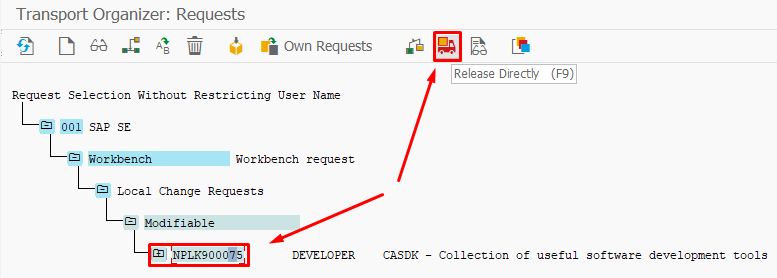 Transport Organizer: Requests
Own Requests
Release Directly (F9)
Request Selection Without Restricting User Name
001 SAP SE
Workbench Workbench request
Local Change Requests
Modifiable
NPLK900075 DEVELOPER CASDK - Collection of useful software development tools